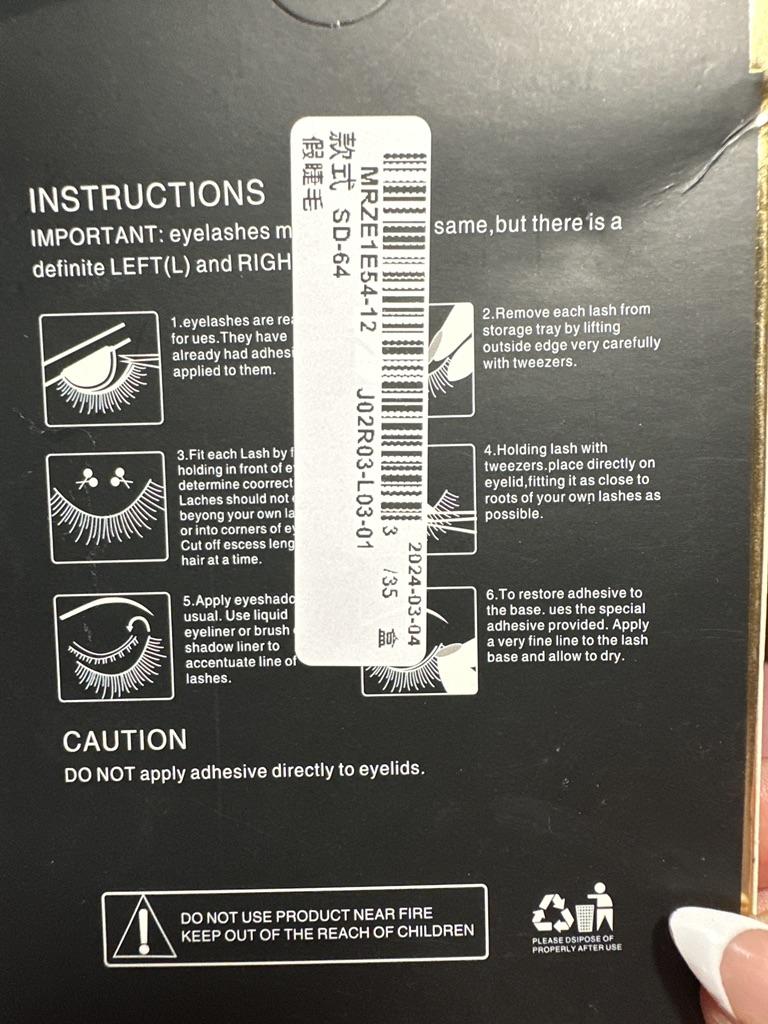 INSTRUCTIONS
IMPORTANT: eyelashes m same,but there is a
definite LEFT(L) and RIGH
1.eyelashes are re
for ues.They have
already had adhesi
applied to them.
2.Remove each lash from
storage tray by lifting
outside edge very carefully
with tweezers.
3.Fit each Lash by f
holding in front of e
determine coorrect
Laches should not
beyong your own la
or into corners of ey
Cut off escess leng
hair at a time.
4.Holding lash with
tweezers.place directly on
eyelid,fitting it as close to
roots of your own lashes as
possible.
5.Apply eyeshado
usual. Use liquid
eyeliner or brush
shadow liner to
accentuate line of
lashes.
6.To restore adhesive to
the base. ues the special
adhesive provided. Apply
a very fine line to the lash
base and allow to dry.
MRZE1E54-12 J02R03-L03-01
款式 SD-64
假睫毛
3 /35 盒
2024-03-04
CAUTION
DO NOT apply adhesive directly to eyelids.
DO NOT USE PRODUCT NEAR FIRE
KEEP OUT OF THE REACH OF CHILDREN
PLEASE DSIPOSE OF
PROPERLY AFTER USE